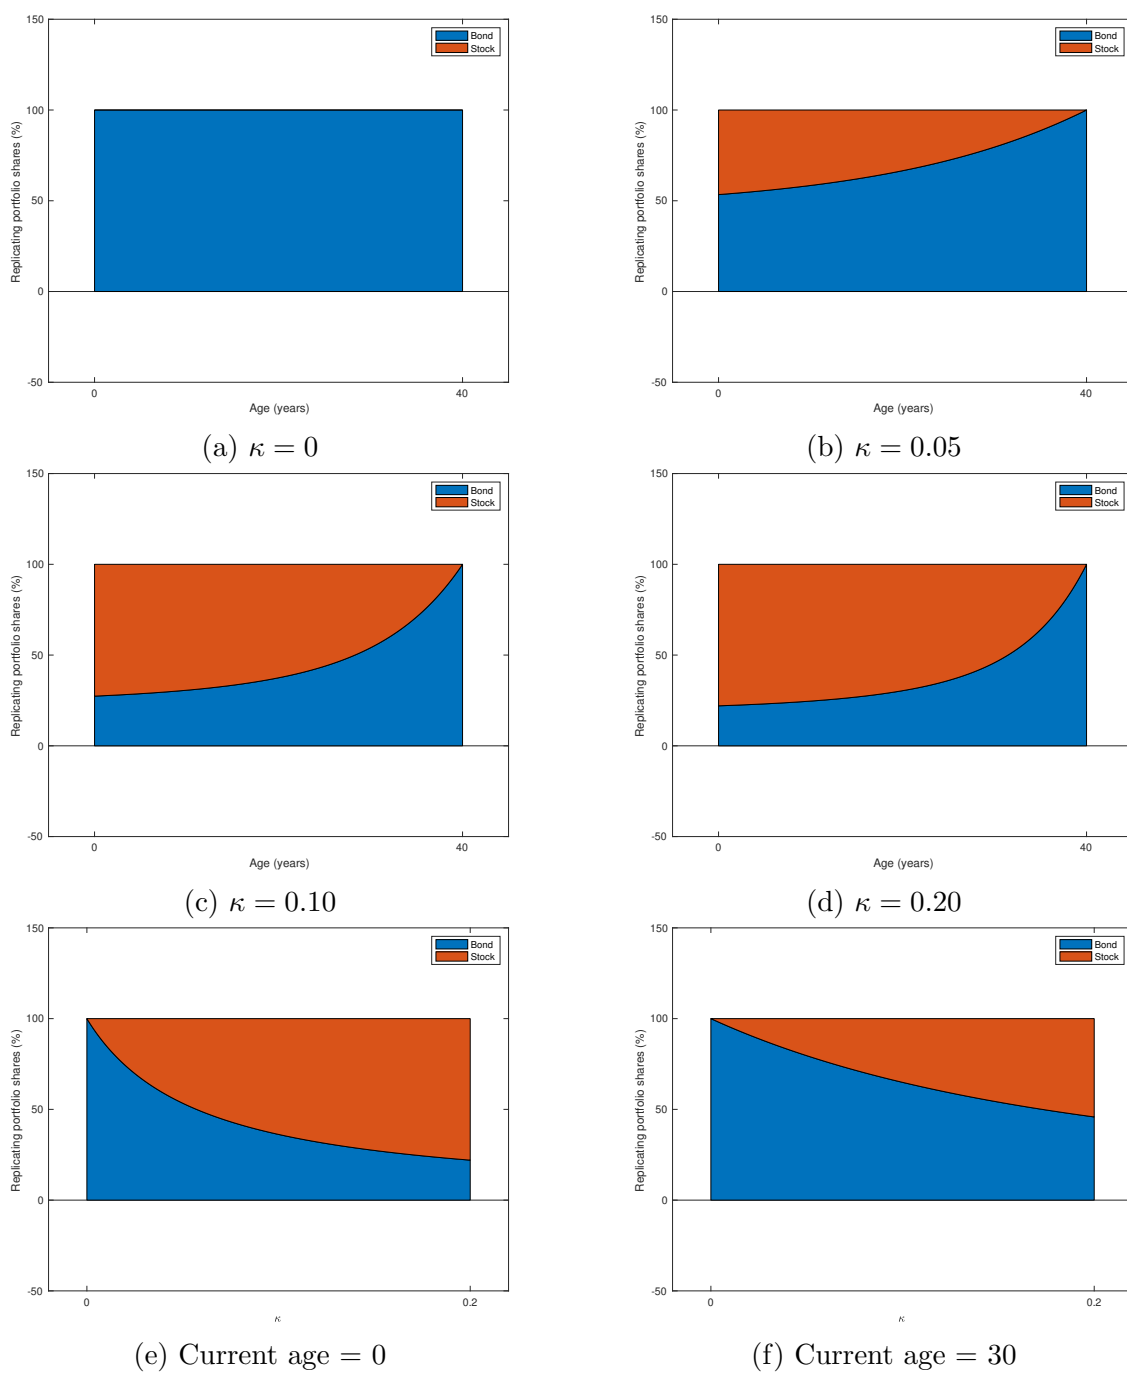 150
Bond
Stock
100
50
0
-50
Replicating portfolio shares (%)
0
40
Age (years)
(a) κ = 0
150
Bond
Stock
100
50
0
-50
Replicating portfolio shares (%)
0
40
Age (years)
(b) κ = 0.05
150
Bond
Stock
100
50
0
-50
Replicating portfolio shares (%)
0
40
Age (years)
(c) κ = 0.10
150
Bond
Stock
100
50
0
-50
Replicating portfolio shares (%)
0
40
Age (years)
(d) κ = 0.20
150
Bond
Stock
100
50
0
-50
Replicating portfolio shares (%)
0
0.2
κ
(e) Current age = 0
150
Bond
Stock
100
50
0
-50
Replicating portfolio shares (%)
0
0.2
κ
(f) Current age = 30